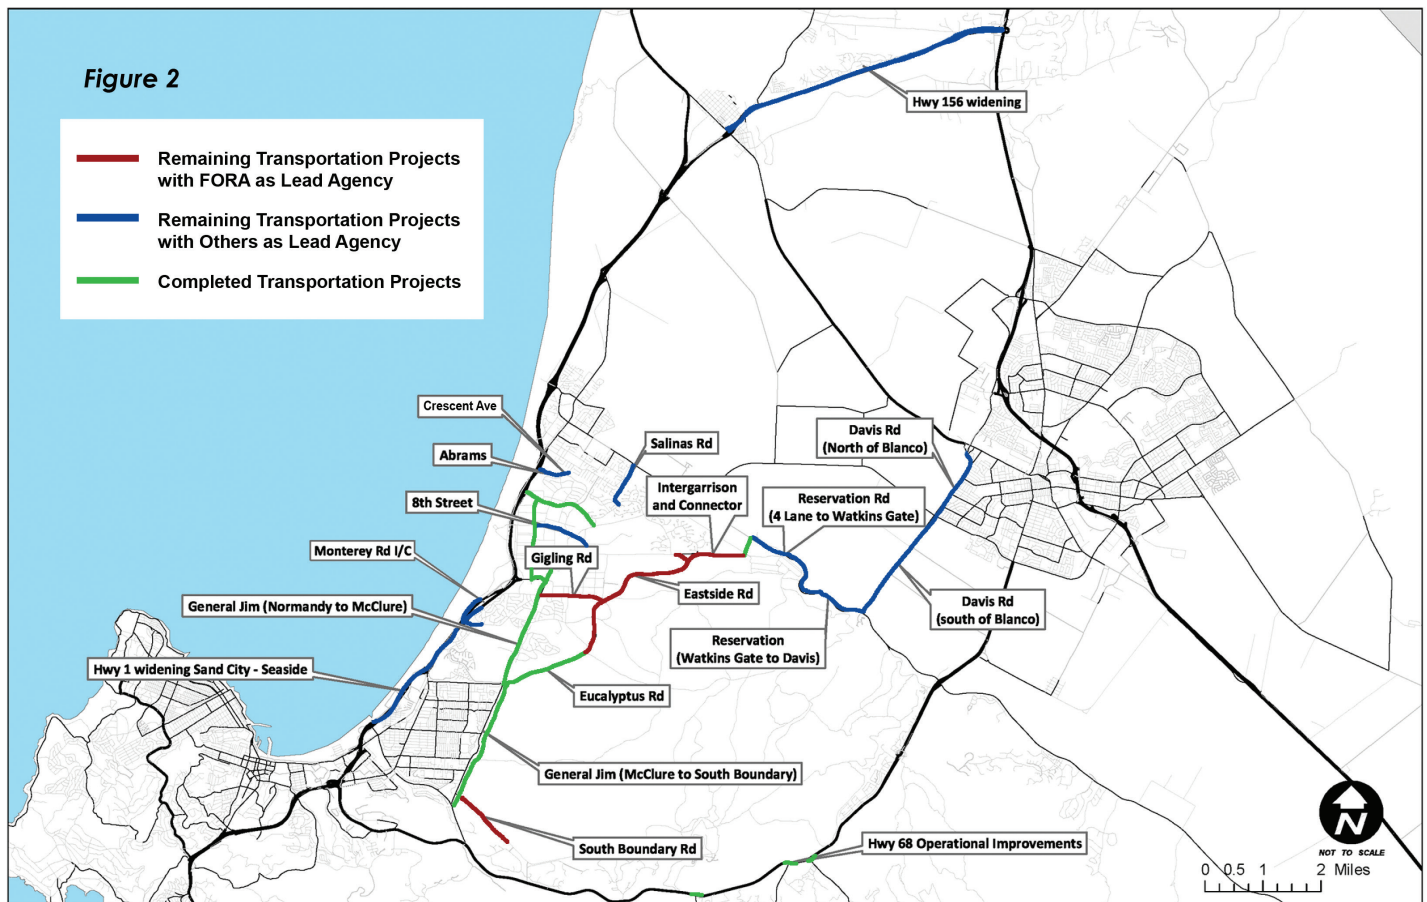 Figure 2
Remaining Transportation Projects
with FORA as Lead Agency
Remaining Transportation Projects
with Others as Lead Agency
Completed Transportation Projects
Hwy 156 widening
Crescent Ave
Abrams
8th Street
Monterey Rd I/C
General Jim (Normandy to McClure)
Hwy 1 widening Sand City - Seaside
Salinas Rd
Intergarrison
and Connector
Gigling Rd
Davis Rd
(North of Blanco)
Reservation Rd
(4 Lane to Watkins Gate)
Eastside Rd
Reservation
(Watkins Gate to Davis)
Davis Rd
(south of Blanco)
Eucalyptus Rd
General Jim (McClure to South Boundary)
South Boundary Rd
Hwy 68 Operational Improvements
N
NOT TO SCALE
0 0.5 1 2 Miles